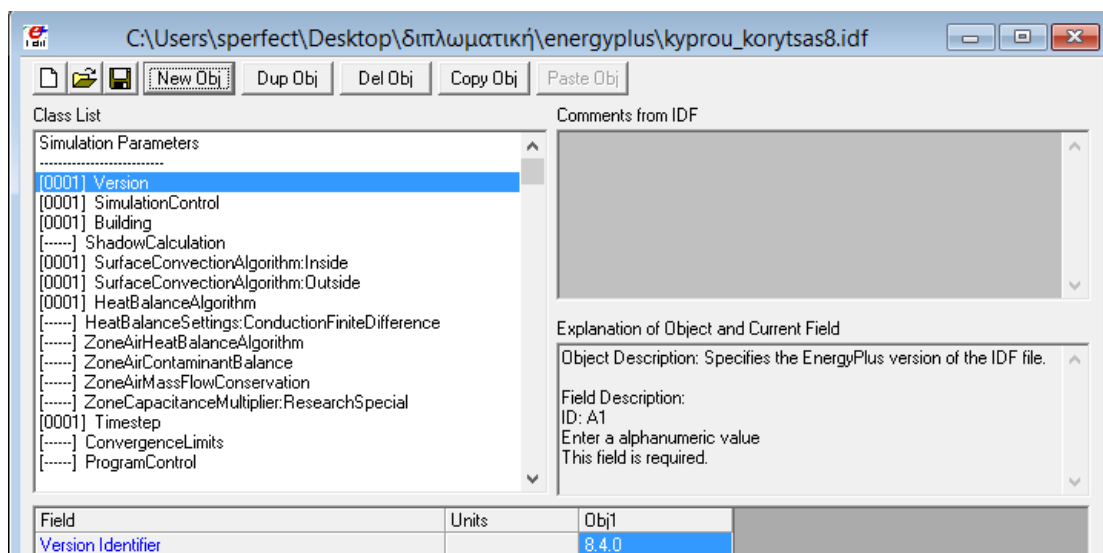 C:\Users\sperfect\Desktop\διπλωματική\energyplus\kyprou_korytsas8.idf
New Obj Dup Obj Del Obj Copy Obj Paste Obj
Class List
Simulation Parameters
--------------------------
[0001] Version
[0001] SimulationControl
[0001] Building
[------] ShadowCalculation
[0001] SurfaceConvectionAlgorithm:Inside
[0001] SurfaceConvectionAlgorithm:Outside
[0001] HeatBalanceAlgorithm
[------] HeatBalanceSettings:ConductionFiniteDifference
[------] ZoneAirHeatBalanceAlgorithm
[------] ZoneAirContaminantBalance
[------] ZoneAirMassFlowConservation
[------] ZoneCapacitanceMultiplier:ResearchSpecial
[0001] Timestep
[------] ConvergenceLimits
[------] ProgramControl
Comments from IDF
Explanation of Object and Current Field
Object Description: Specifies the EnergyPlus version of the IDF file.
Field Description:
ID: A1
Enter a alphanumeric value
This field is required.
Field Units Obj1
Version Identifier 8.4.0